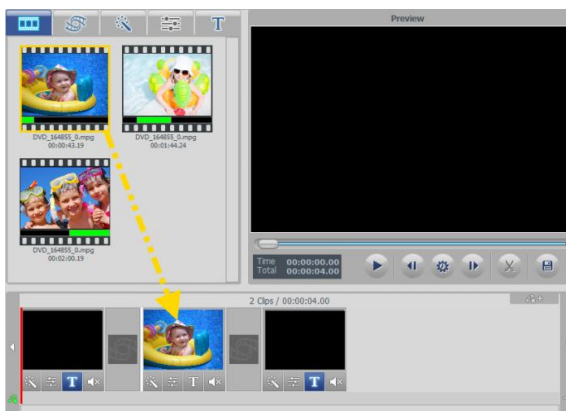 T
Preview
DVD_164855_0.mpg
00:00:43.19
DVD_164855_0.mpg
00:01:44.24
DVD_164855_0.mpg
00:02:00.19
Time 00:00:00.00
Total 00:00:04.00
2 Clips / 00:00:04.00
T
T
T